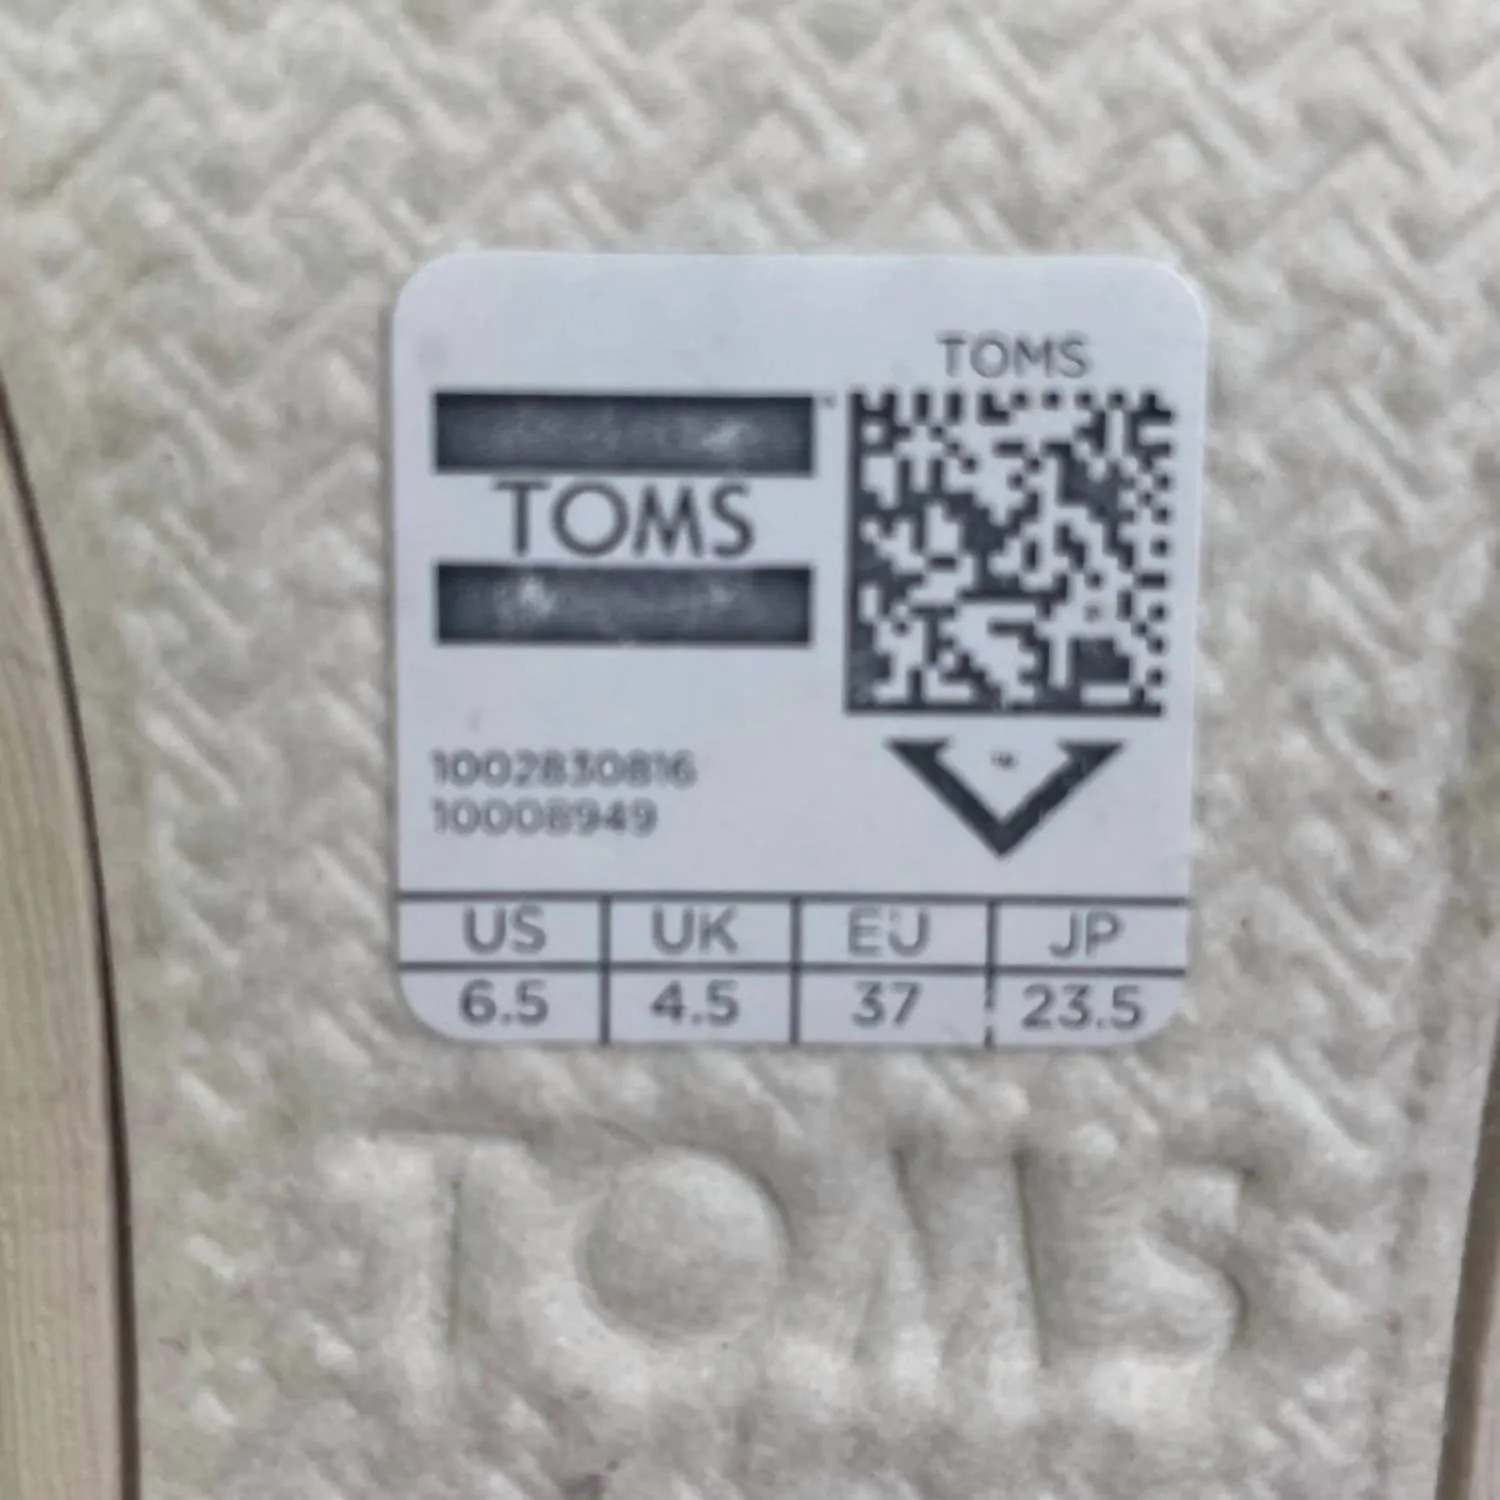 TOMS
TOMS
1002830816
10008949
US UK EU JP
6.5 4.5 37 23.5
TOMS